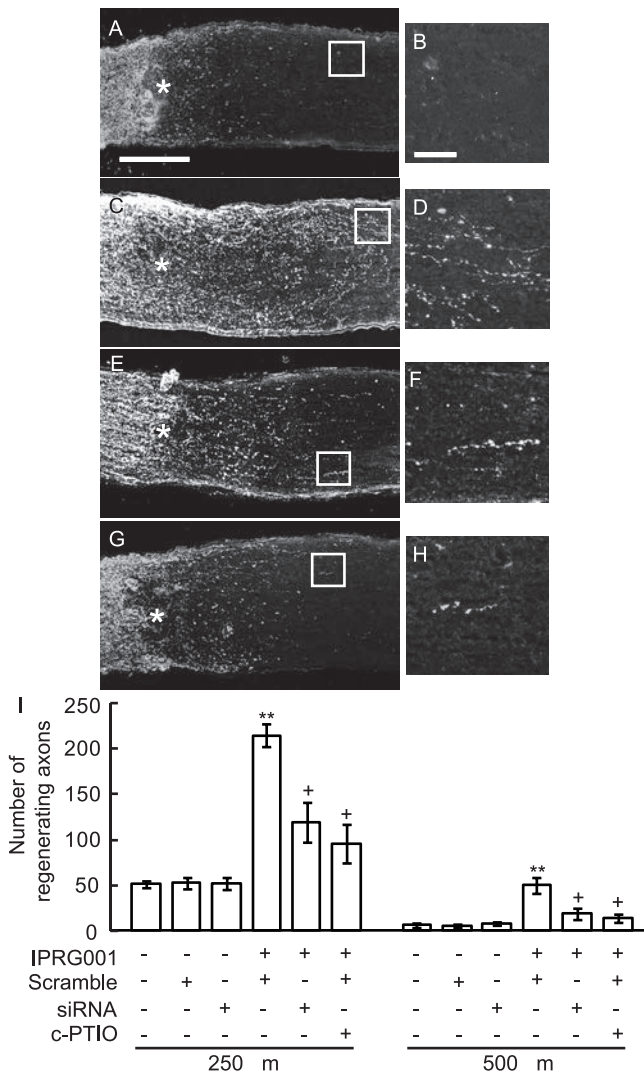 A
B
*
C
D
*
E
F
*
G
H
*
I
Number of
regenerating axons
250
200
150
100
50
0
**
+
+
**
+
+
IPRG001 - - - + + + - - - + + +
Scramble - + - + - + - + - + - +
siRNA - - + - + - - - + - + -
c-PTIO - - - - - + - - - - - +
250 m
500 m